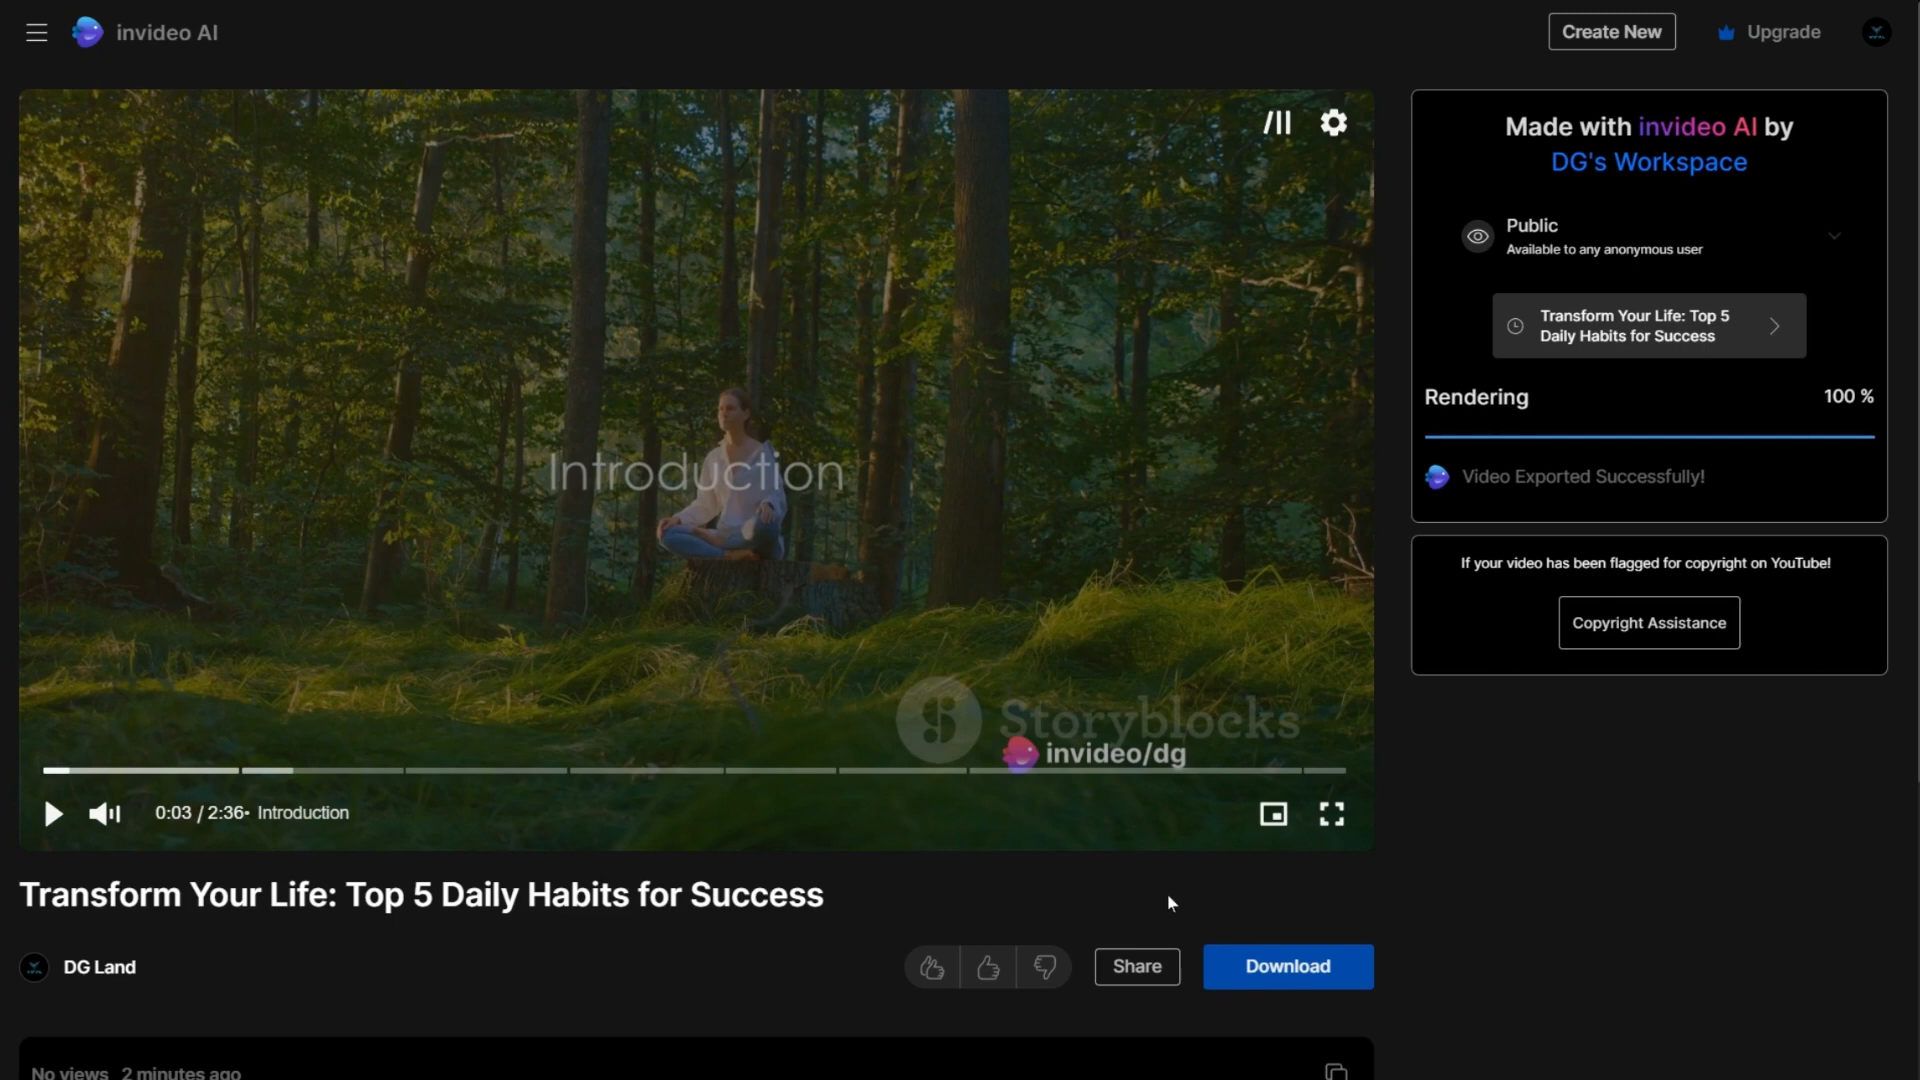 invideo AI
Create New
Upgrade
Introduction
Storyblocks
invideo/dg
0:03 / 2:36• Introduction
Transform Your Life: Top 5 Daily Habits for Success
DG Land
Share
Download
No views 2 minutes ago
Made with invideo AI by
DG's Workspace
Public
Available to any anonymous user
Transform Your Life: Top 5
Daily Habits for Success
Rendering
100 %
Video Exported Successfully!
If your video has been flagged for copyright on YouTube!
Copyright Assistance